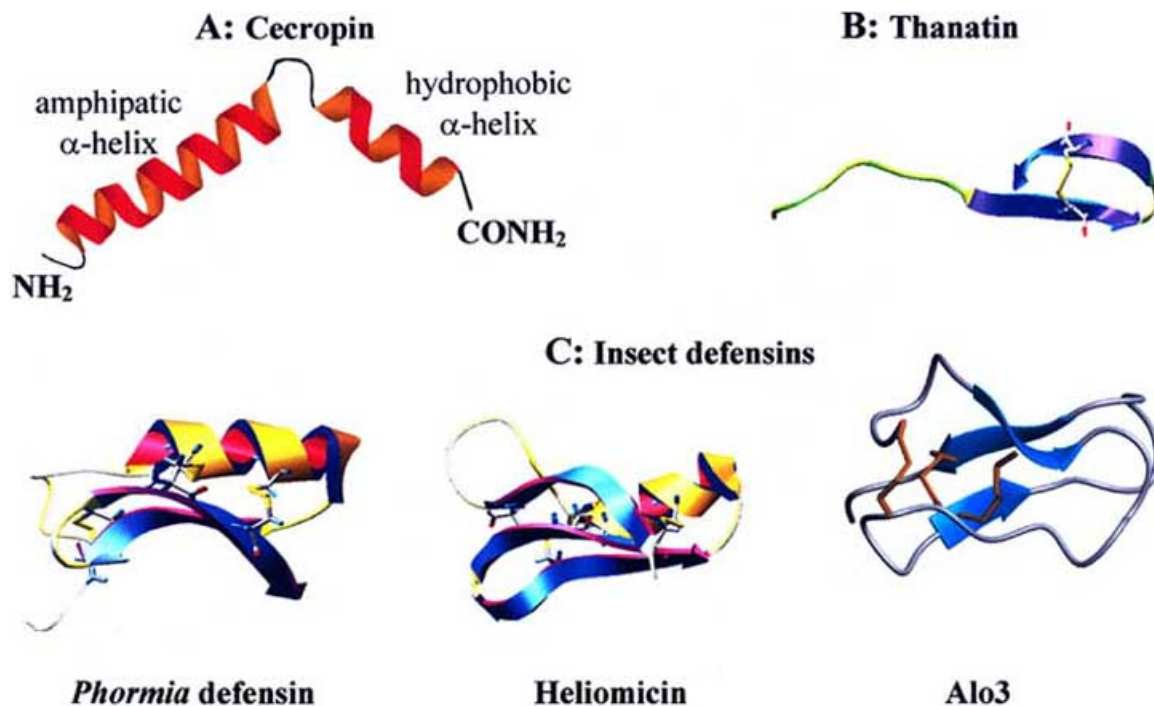 A: Cecropin
B: Thanatin
amphipatic
α-helix
hydrophobic
α-helix
NH₂
CONH₂
C: Insect defensins
Phormia defensin
Heliomicin
Alo3